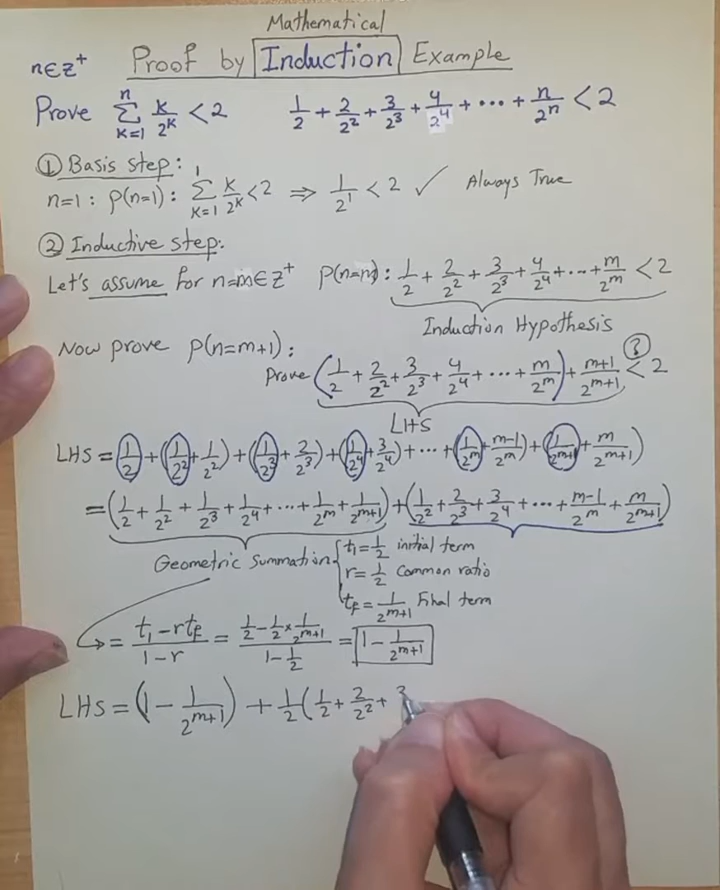 Mathematical
n∈Z⁺ Proof by Induction Example
Prove ∑_{K=1}^{n} K/2^K < 2    1/2 + 2/2² + 3/2³ + 4/2⁴ + ··· + n/2ⁿ < 2
① Basis step:
n=1: P(n=1): ∑_{K=1}^{1} K/2^K < 2 ⇒ 1/2¹ < 2 ✓ Always True
② Inductive step:
Let's assume for n=m∈Z⁺ P(n=m): 1/2 + 2/2² + 3/2³ + 4/2⁴ + ··· + m/2^m < 2
Induction Hypothesis
Now prove P(n=m+1): ③
Prove (1/2 + 2/2² + 3/2³ + 4/2⁴ + ··· + m/2^m) + (m+1)/2^{m+1} < 2
LHS
LHS = 1/2 + (1/2² + 1/2²) + (1/2³ + 2/2³) + (1/2⁴ + 3/2⁴) + ··· + (1/2^m + (m-1)/2^m) + (1/2^{m+1} + m/2^{m+1})
= (1/2 + 1/2² + 1/2³ + 1/2⁴ + ··· + 1/2^m + 1/2^{m+1}) + (1/2² + 2/2³ + 3/2⁴ + ··· + (m-1)/2^m + m/2^{m+1})
Geometric Summation { t₁ = 1/2 initial term
r = 1/2 Common ratio
t_f = 1/2^{m+1} Final term
= (t₁ - r t_f)/(1 - r) = (1/2 - 1/2 × 1/2^{m+1})/(1 - 1/2) = 1 - 1/2^{m+1}
LHS = (1 - 1/2^{m+1}) + 1/2 (1/2 + 2/2² + 3